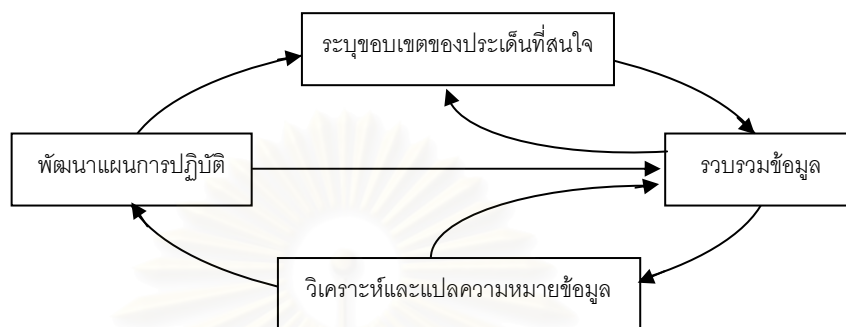 ระบุขอบเขตของประเด็นที่สนใจ
พัฒนาแผนการปฏิบัติ
รวบรวมข้อมูล
วิเคราะห์และแปลความหมายข้อมูล